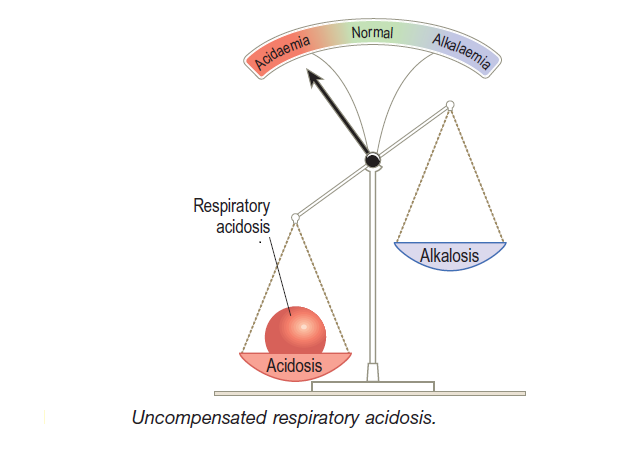 Acidaemia
Normal
Alkalaemia
Respiratory
acidosis
Alkalosis
Acidosis
Uncompensated respiratory acidosis.